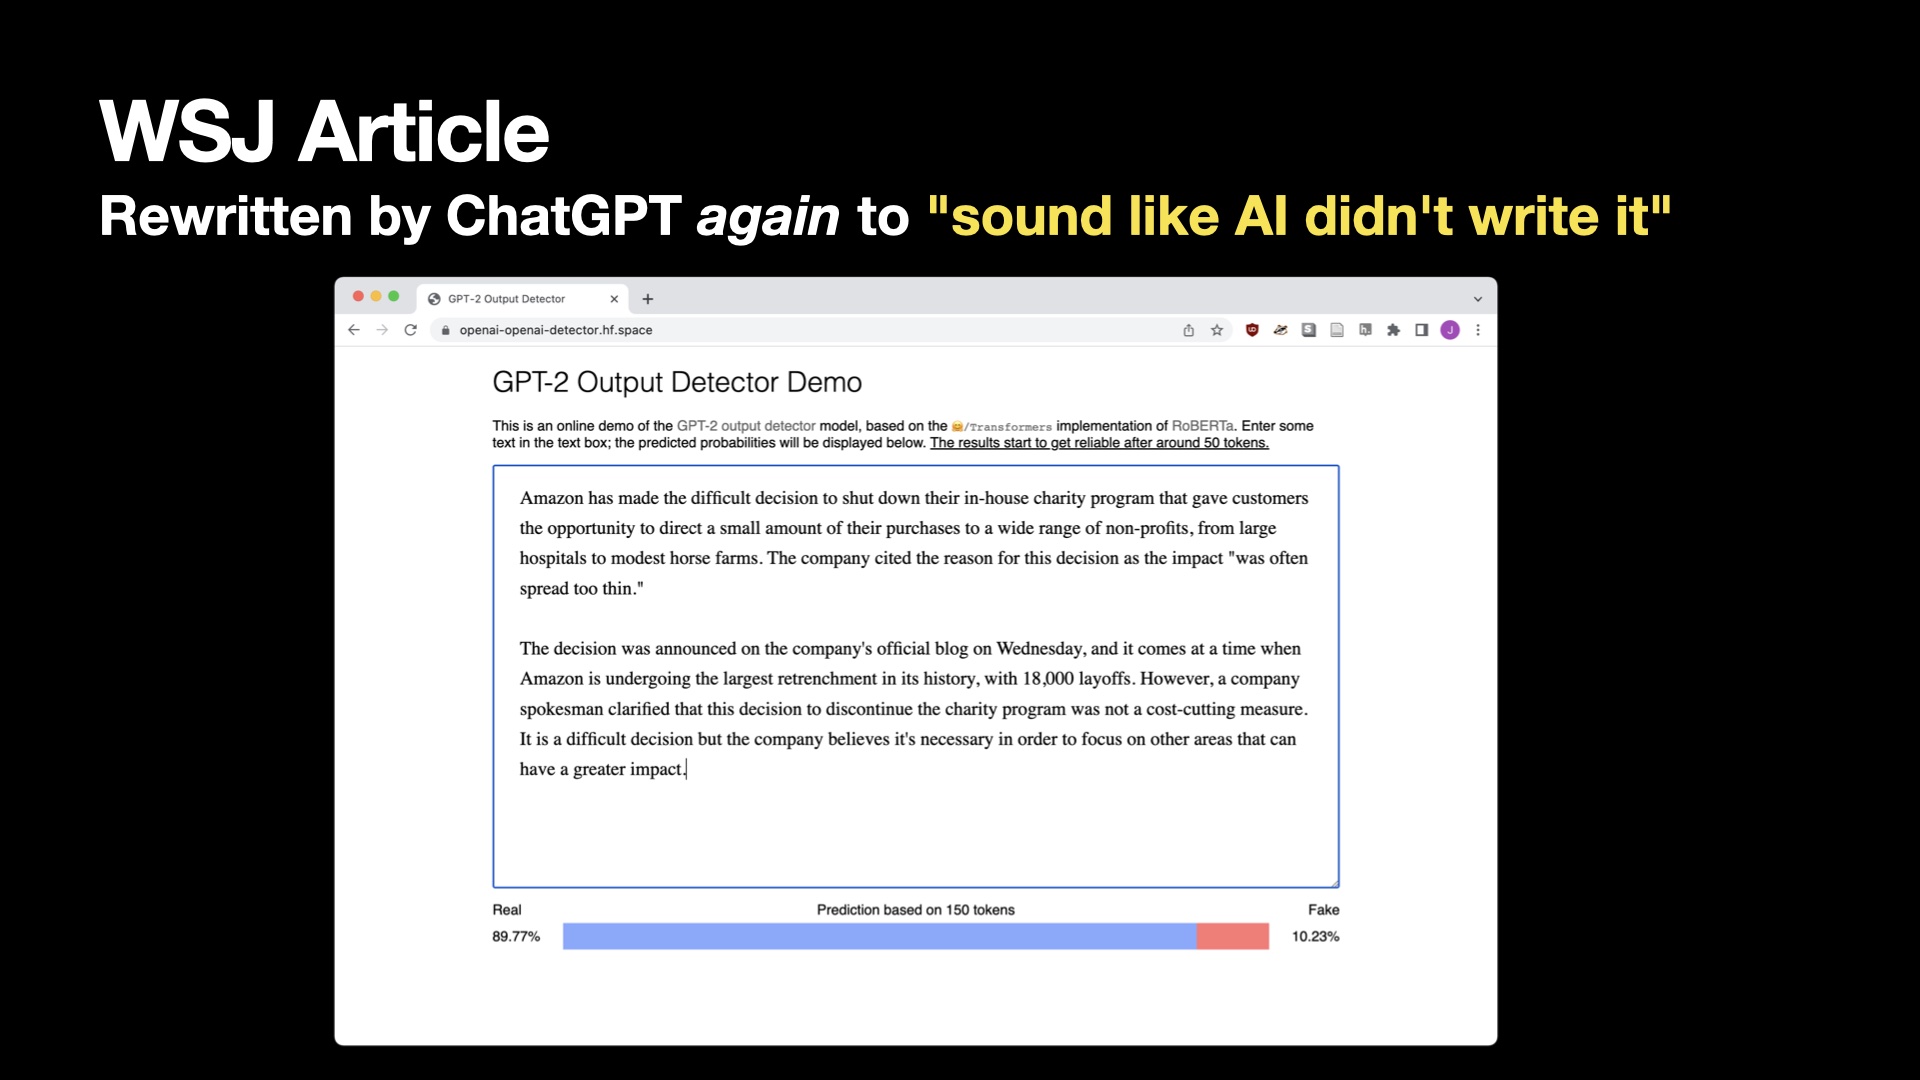 WSJ Article
Rewritten by ChatGPT again to "sound like AI didn't write it"
GPT-2 Output Detector
openai-openai-detector.hf.space
J
GPT-2 Output Detector Demo
This is an online demo of the GPT-2 output detector model, based on the 🤗/Transformers implementation of RoBERTa. Enter some
text in the text box; the predicted probabilities will be displayed below. The results start to get reliable after around 50 tokens.
Amazon has made the difficult decision to shut down their in-house charity program that gave customers
the opportunity to direct a small amount of their purchases to a wide range of non-profits, from large
hospitals to modest horse farms. The company cited the reason for this decision as the impact "was often
spread too thin."
The decision was announced on the company's official blog on Wednesday, and it comes at a time when
Amazon is undergoing the largest retrenchment in its history, with 18,000 layoffs. However, a company
spokesman clarified that this decision to discontinue the charity program was not a cost-cutting measure.
It is a difficult decision but the company believes it's necessary in order to focus on other areas that can
have a greater impact.
Real Prediction based on 150 tokens Fake
89.77% 10.23%